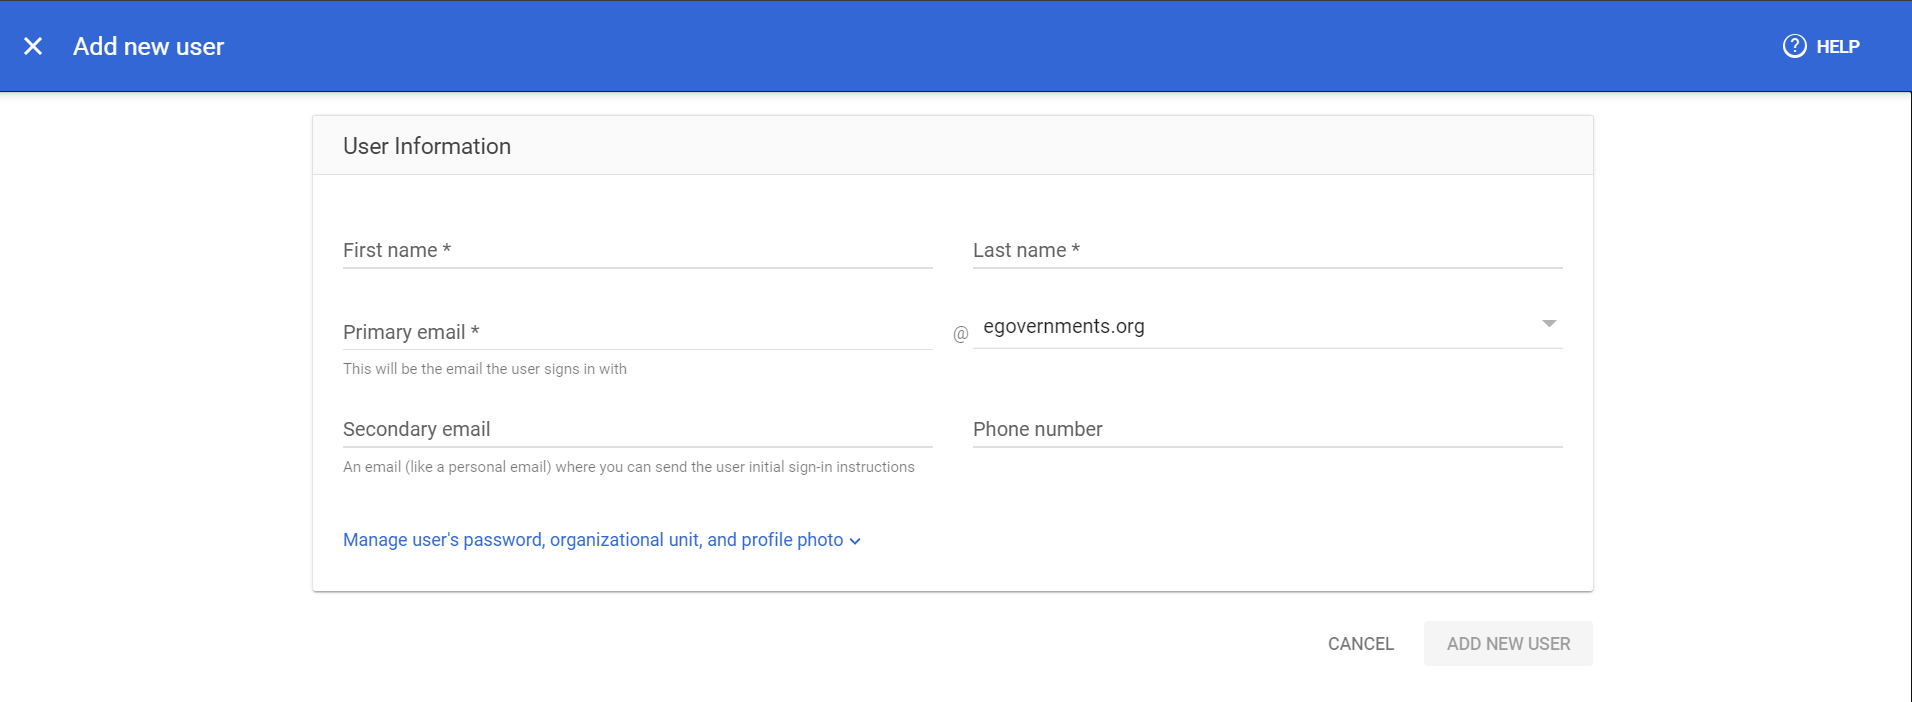 Add new user
HELP
User Information
First name *
Last name *
Primary email *
@ egovernments.org
This will be the email the user signs in with
Secondary email
Phone number
An email (like a personal email) where you can send the user initial sign-in instructions
Manage user's password, organizational unit, and profile photo
CANCEL
ADD NEW USER